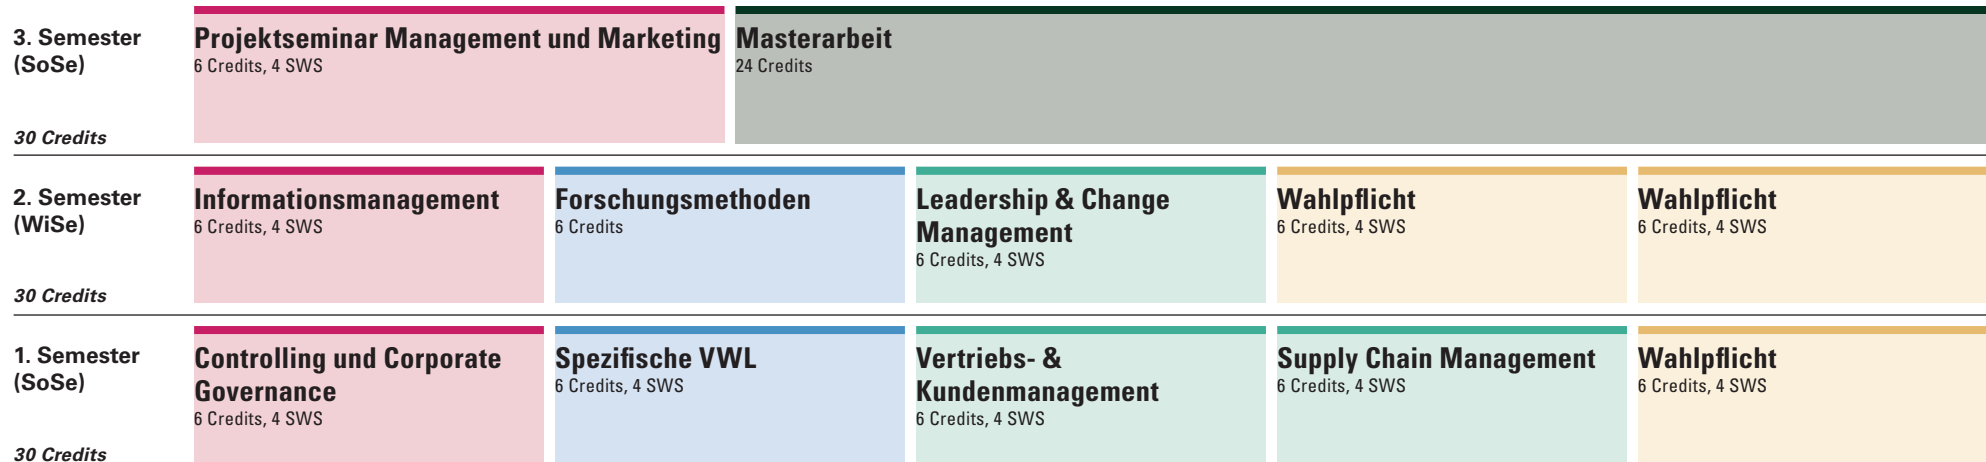 3. Semester
(SoSe)
30 Credits
Projektseminar Management und Marketing
6 Credits, 4 SWS
Masterarbeit
24 Credits
2. Semester
(WiSe)
30 Credits
Informationsmanagement
6 Credits, 4 SWS
Forschungsmethoden
6 Credits
Leadership & Change
Management
6 Credits, 4 SWS
Wahlpflicht
6 Credits, 4 SWS
Wahlpflicht
6 Credits, 4 SWS
1. Semester
(SoSe)
30 Credits
Controlling und Corporate
Governance
6 Credits, 4 SWS
Spezifische VWL
6 Credits, 4 SWS
Vertriebs- &
Kundenmanagement
6 Credits, 4 SWS
Supply Chain Management
6 Credits, 4 SWS
Wahlpflicht
6 Credits, 4 SWS